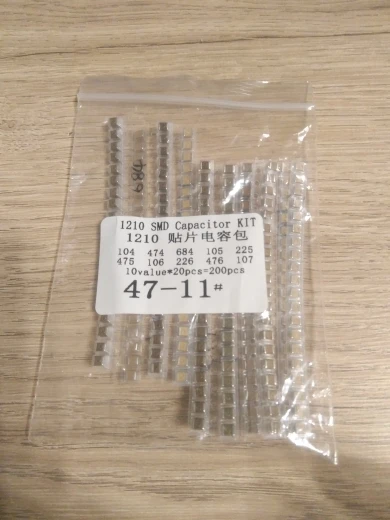 684
1210 SMD Capacitor KIT
1210 贴片电容包
104 474 684 105 225
475 106 226 476 107
10value*20pcs=200pcs
47-11#